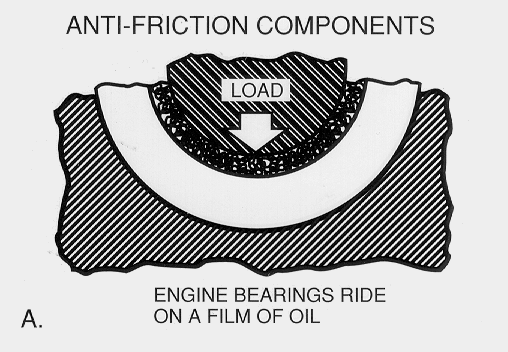 ANTI-FRICTION COMPONENTS
LOAD
ENGINE BEARINGS RIDE
ON A FILM OF OIL
A.